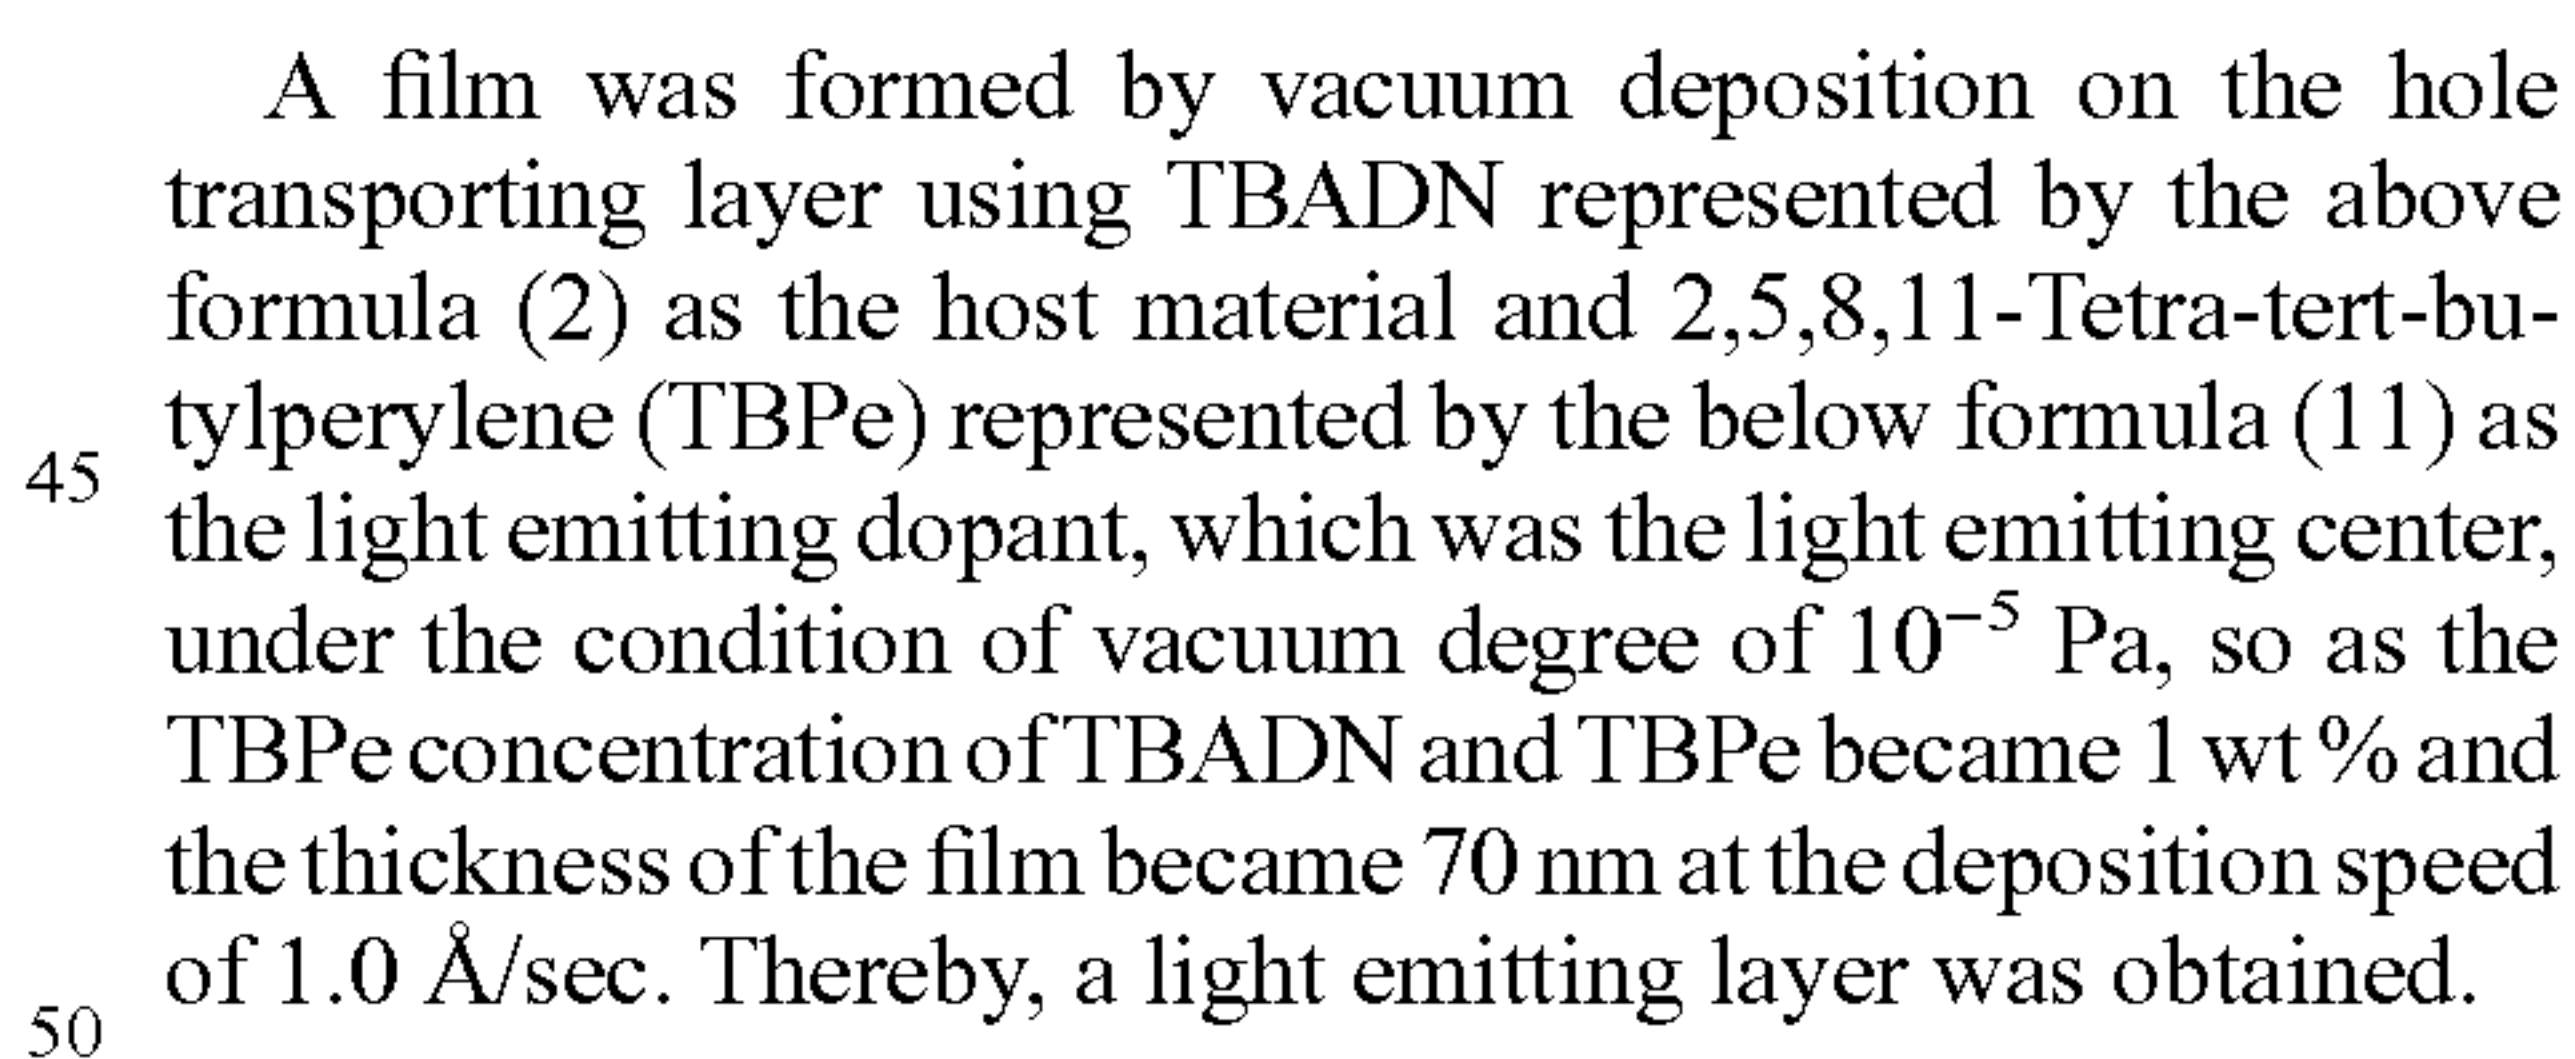 A film was formed by vacuum deposition on the hole
transporting layer using TBADN represented by the above
formula (2) as the host material and 2,5,8,11-Tetra-tert-bu-
tylperylene (TBPe) represented by the below formula (11) as
45
the light emitting dopant, which was the light emitting center,
under the condition of vacuum degree of 10⁻⁵ Pa, so as the
TBPe concentration of TBADN and TBPe became 1 wt % and
the thickness of the film became 70 nm at the deposition speed
of 1.0 Å/sec. Thereby, a light emitting layer was obtained.
50